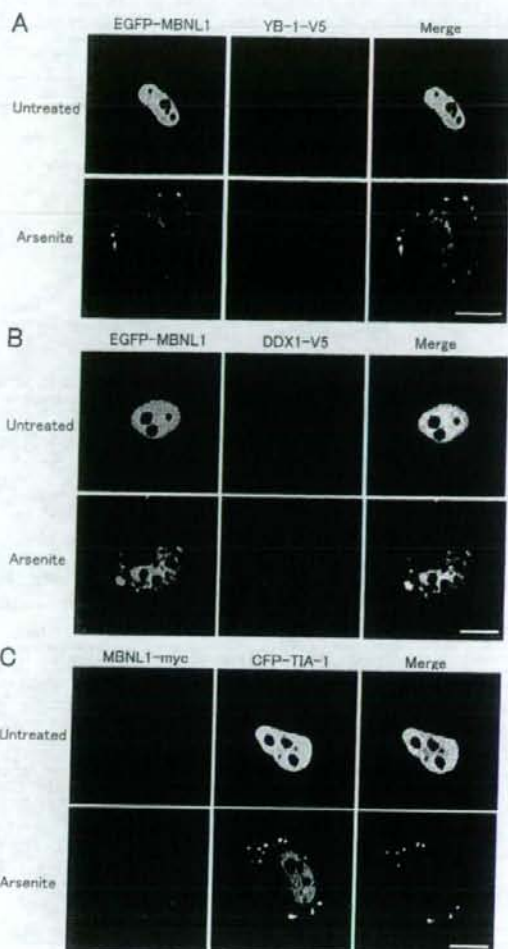 A
EGFP-MBNL1 YB-1-V5 Merge
Untreated
Arsenite
B
EGFP-MBNL1 DDX1-V5 Merge
Untreated
Arsenite
C
MBNL1-myc CFP-TIA-1 Merge
Untreated
Arsenite